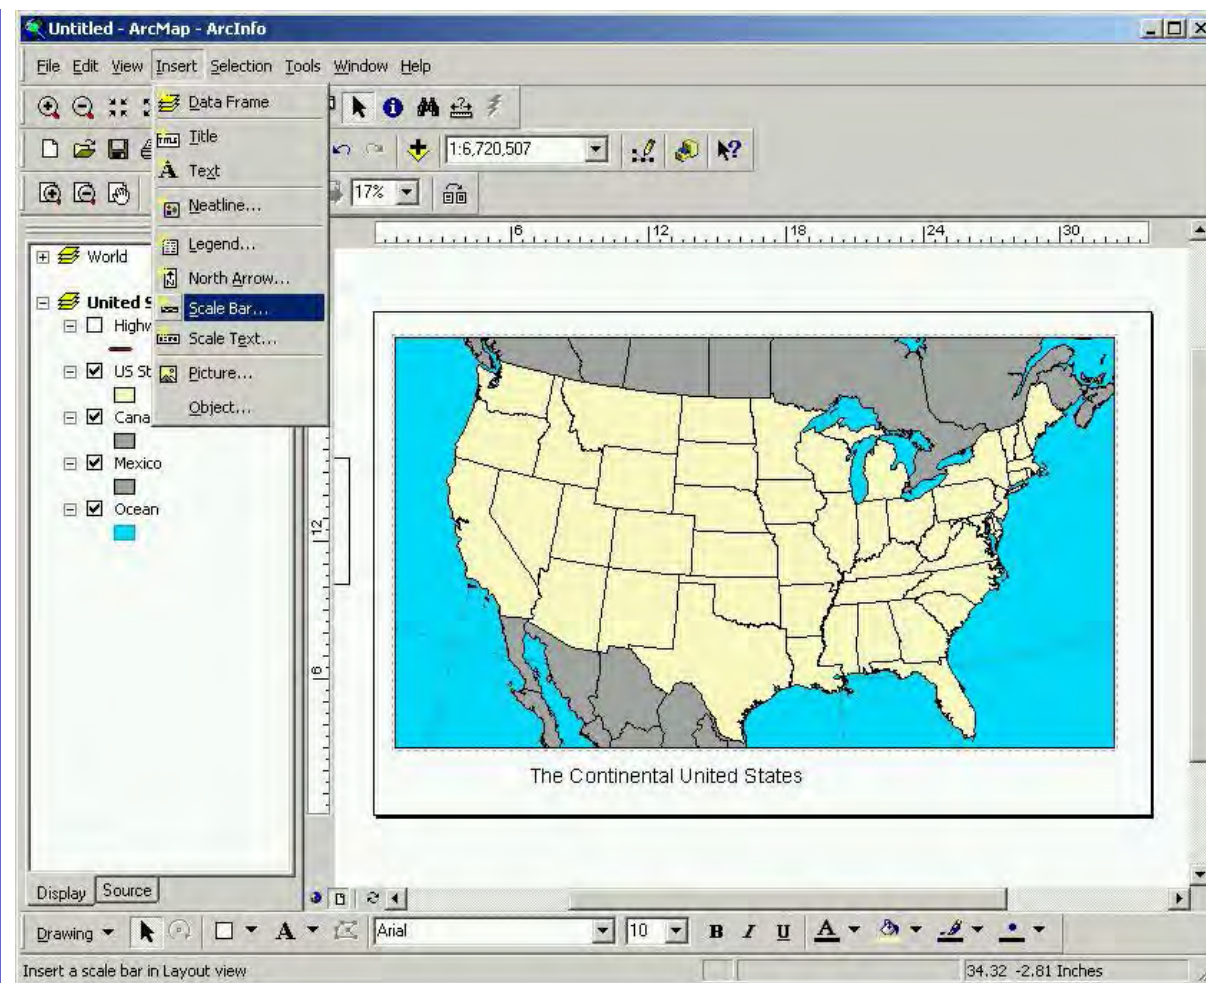 Untitled - ArcMap - ArcInfo
File Edit View Insert Selection Tools Window Help
Data Frame
Title
1:6,720,507
Text
17%
Neatline...
Legend...
North Arrow...
Scale Bar...
Scale Text...
Picture...
Object...
6 12 18 24 30
World
United S
Highw
US St
Cana
Mexico
Ocean
12
6
The Continental United States
Display Source
Drawing A Arial 10 B I U A
Insert a scale bar in Layout view 34.32 -2.81 Inches